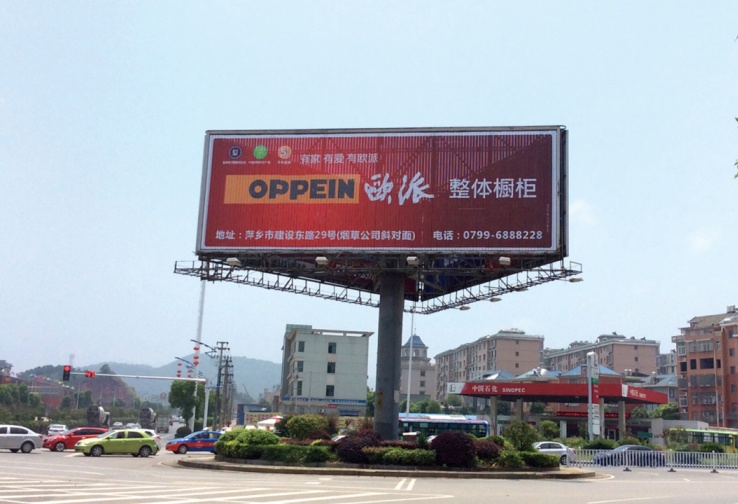 有家 有爱 有欧派
OPPEIN 欧派 整体橱柜
地址：萍乡市建设东路29号(烟草公司斜对面) 电话：0799-6888228
中国石化 SINOPEC